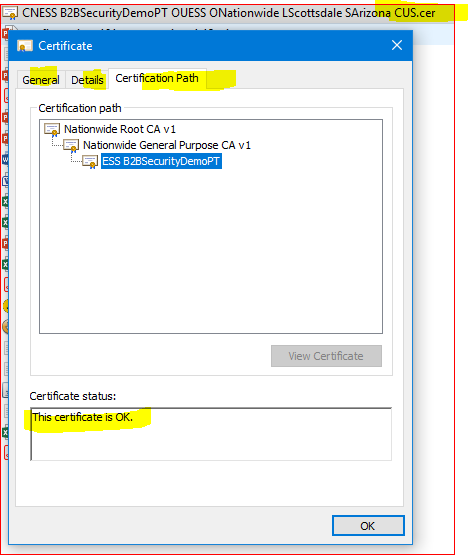 CNESS B2BSecurityDemoPT OUESS ONationwide LScottsdale SArizona CUS.cer
Certificate
General Details Certification Path
Certification path
Nationwide Root CA v1
Nationwide General Purpose CA v1
ESS B2BSecurityDemoPT
View Certificate
Certificate status:
This certificate is OK.
OK